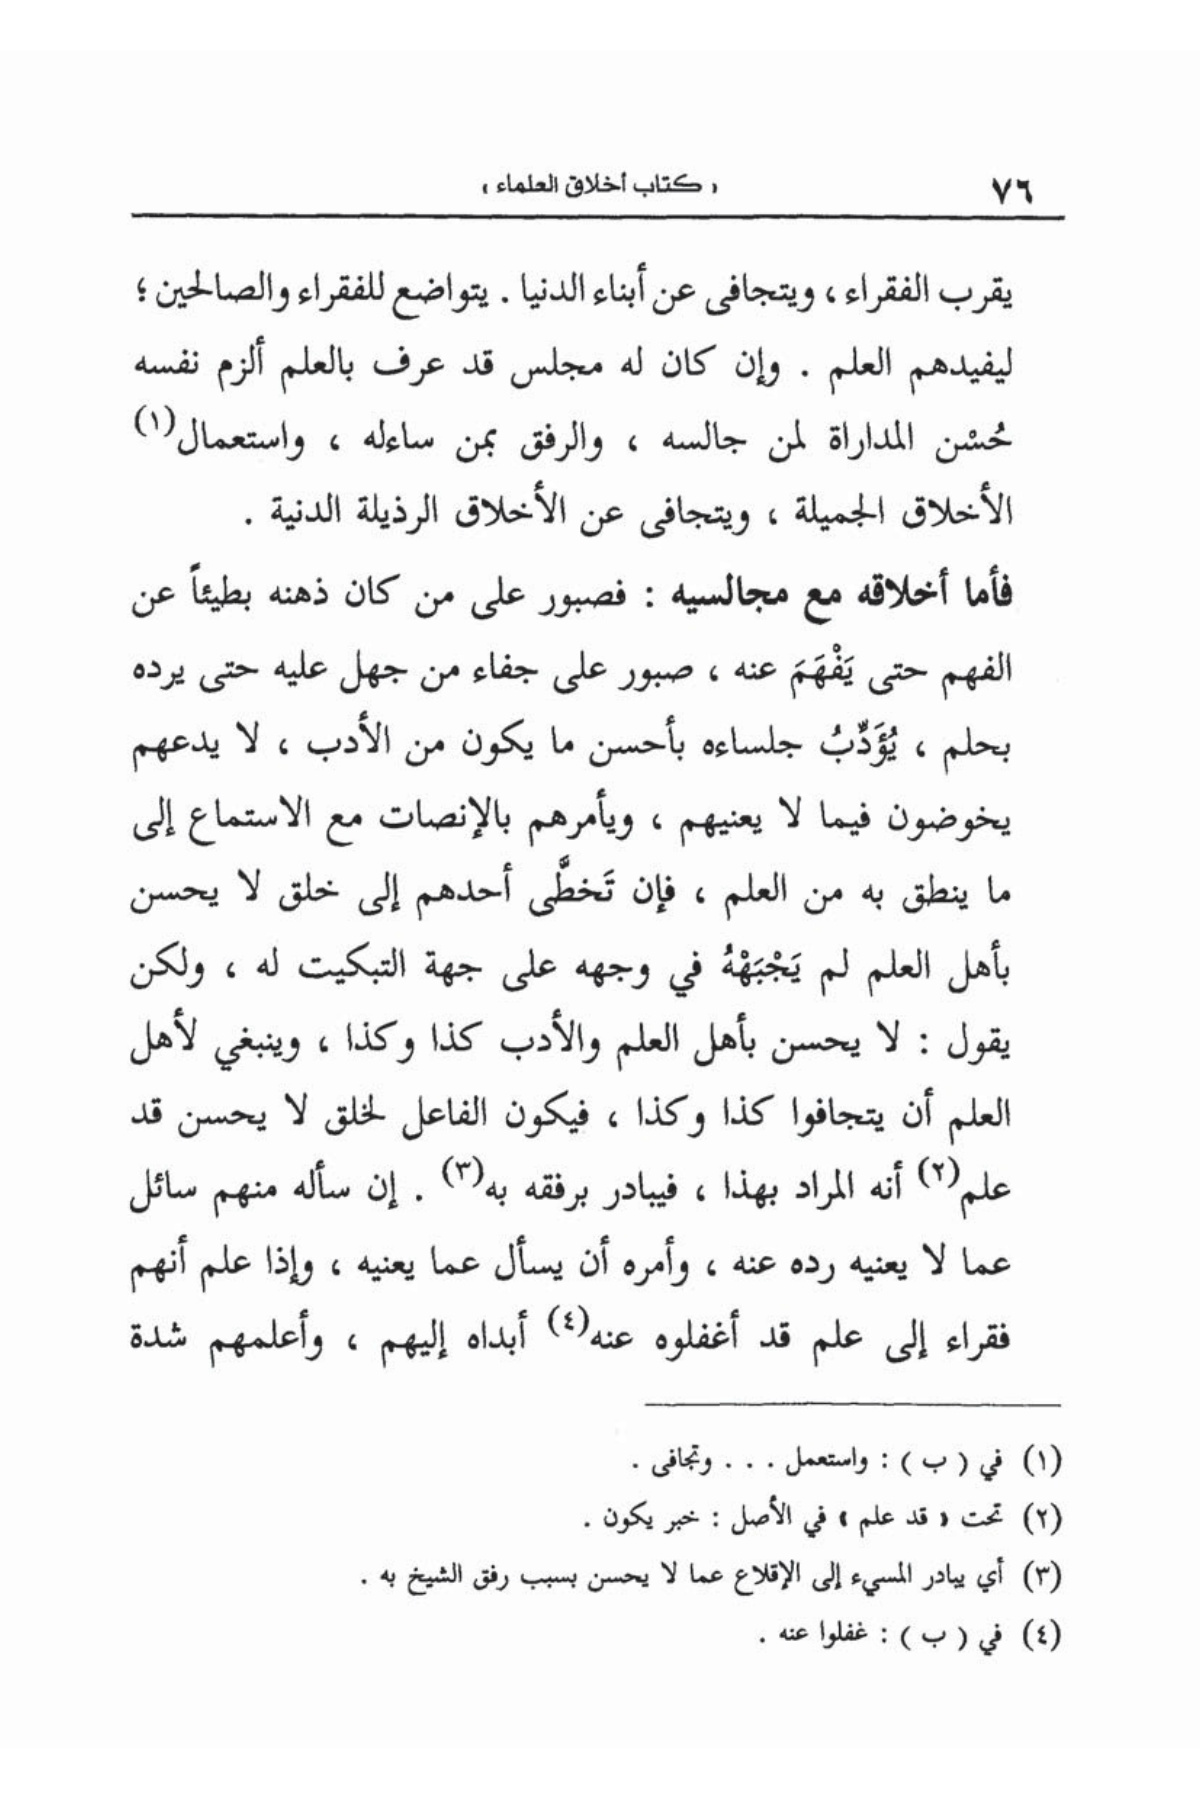 ٧٦
« كتاب أخلاق العلماء »
يقرب الفقراء ، ويتجافى عن أبناء الدنيا . يتواضع للفقراء والصالحين ؛
ليفيدهم العلم . وإن كان له مجلس قد عرف بالعلم ألزم نفسه
حُسْن المداراة لمن جالسه ، والرفق بمن ساءله ، واستعمال(١)
الأخلاق الجميلة ، ويتجافى عن الأخلاق الرذيلة الدنية .
فأما أخلاقه مع مجالسيه : فصبور على من كان ذهنه بطيئاً عن
الفهم حتى يَفْهَمَ عنه ، صبور على جفاء من جهل عليه حتى يرده
بحلم ، يُؤَدِّبُ جلساءه بأحسن ما يكون من الأدب ، لا يدعهم
يخوضون فيما لا يعنيهم ، ويأمرهم بالإنصات مع الاستماع إلى
ما ينطق به من العلم ، فإن تَخطَّى أحدهم إلى خلق لا يحسن
بأهل العلم لم يَجْبَهْهُ في وجهه على جهة التبكيت له ، ولكن
يقول : لا يحسن بأهل العلم والأدب كذا وكذا ، وينبغي لأهل
العلم أن يتجافوا كذا وكذا ، فيكون الفاعل لخلق لا يحسن قد
علم(٢) أنه المراد بهذا ، فيبادر برفقه به(٣) . إن سأله منهم سائل
عما لا يعنيه رده عنه ، وأمره أن يسأل عما يعنيه ، وإذا علم أنهم
فقراء إلى علم قد أغفلوه عنه(٤) أبداه إليهم ، وأعلمهم شدة
(١) في ( ب ) : واستعمل . . . وتجافى .
(٢) تحت « قد علم » في الأصل : خبر يكون .
(٣) أي يبادر المسيء إلى الإقلاع عما لا يحسن بسبب رفق الشيخ به .
(٤) في ( ب ) : غفلوا عنه .